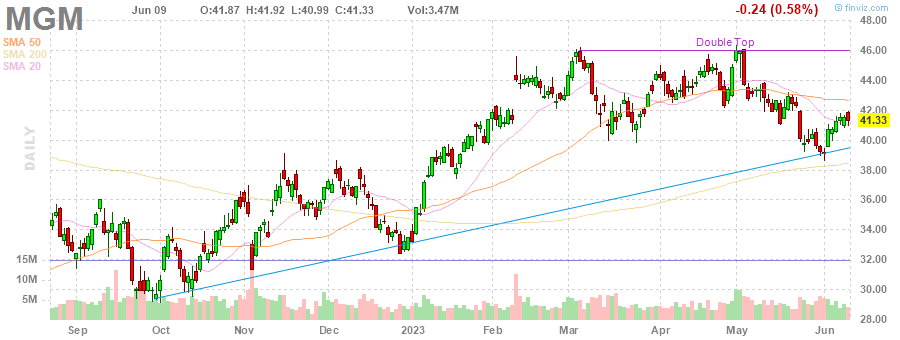 © finviz.com
MGM
Jun 09 O:41.87 H:41.92 L:40.99 C:41.33 Vol:3.47M -0.24 (0.58%)
SMA 50
SMA 200
SMA 20
DAILY
Double Top
48.00
46.00
44.00
42.00
41.33
40.00
38.00
36.00
34.00
32.00
30.00
28.00
15M
10M
5M
Sep Oct Nov Dec 2023 Feb Mar Apr May Jun